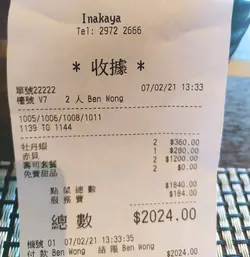 Inakaya
Tel: 2972 2666
* 收據 *
單號22222 07/02/21 13:33
檯號 V7 2 人 Ben Wong
1005/1006/1008/1011
1139 TO 1144
牡丹蝦 2 $360.00
赤貝 1 $280.00
壽司套餐 2 $1200.00
免費甜品 2 $0.00
點菜總數 $1840.00
服務費 $184.00
總數 $2024.00
機號 01 07/02/21 13:33:35
付款 Ben Wong 結賬 Ben Wong
$2024.00